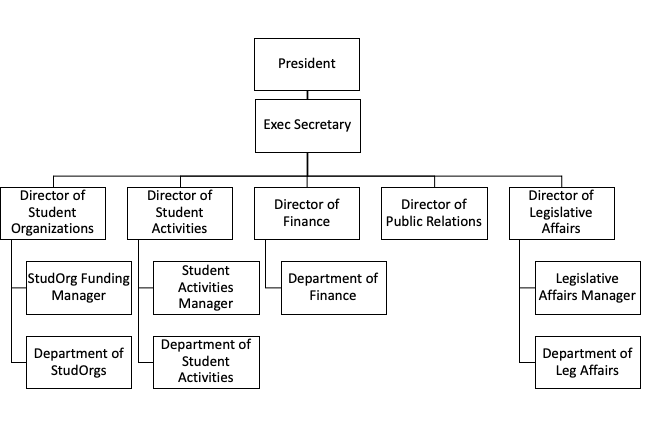 President
Exec Secretary
Director of
Student
Organizations
Director of
Student
Activities
Director of
Finance
Director of
Public Relations
Director of
Legislative
Affairs
StudOrg Funding
Manager
Student
Activities
Manager
Department of
Finance
Legislative
Affairs Manager
Department of
StudOrgs
Department of
Student
Activities
Department of
Leg Affairs